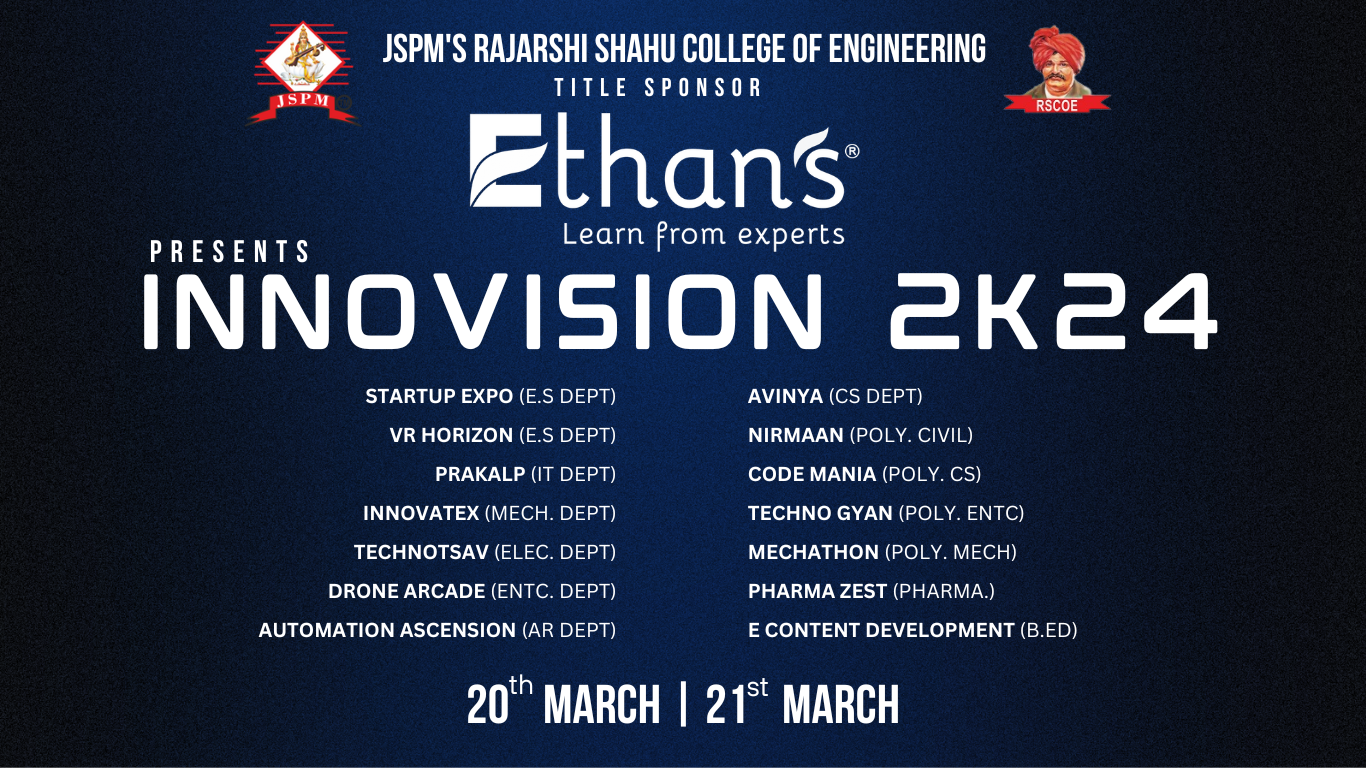 JSPM'S RAJARSHI SHAHU COLLEGE OF ENGINEERING
JSPM
RSCOE
TITLE SPONSOR
Ethan's®
Learn from experts
PRESENTS
INNOVISION 2K24
STARTUP EXPO (E.S DEPT)
VR HORIZON (E.S DEPT)
PRAKALP (IT DEPT)
INNOVATEX (MECH. DEPT)
TECHNOTSAV (ELEC. DEPT)
DRONE ARCADE (ENTC. DEPT)
AUTOMATION ASCENSION (AR DEPT)
AVINYA (CS DEPT)
NIRMAAN (POLY. CIVIL)
CODE MANIA (POLY. CS)
TECHNO GYAN (POLY. ENTC)
MECHATHON (POLY. MECH)
PHARMA ZEST (PHARMA.)
E CONTENT DEVELOPMENT (B.ED)
20th MARCH | 21st MARCH